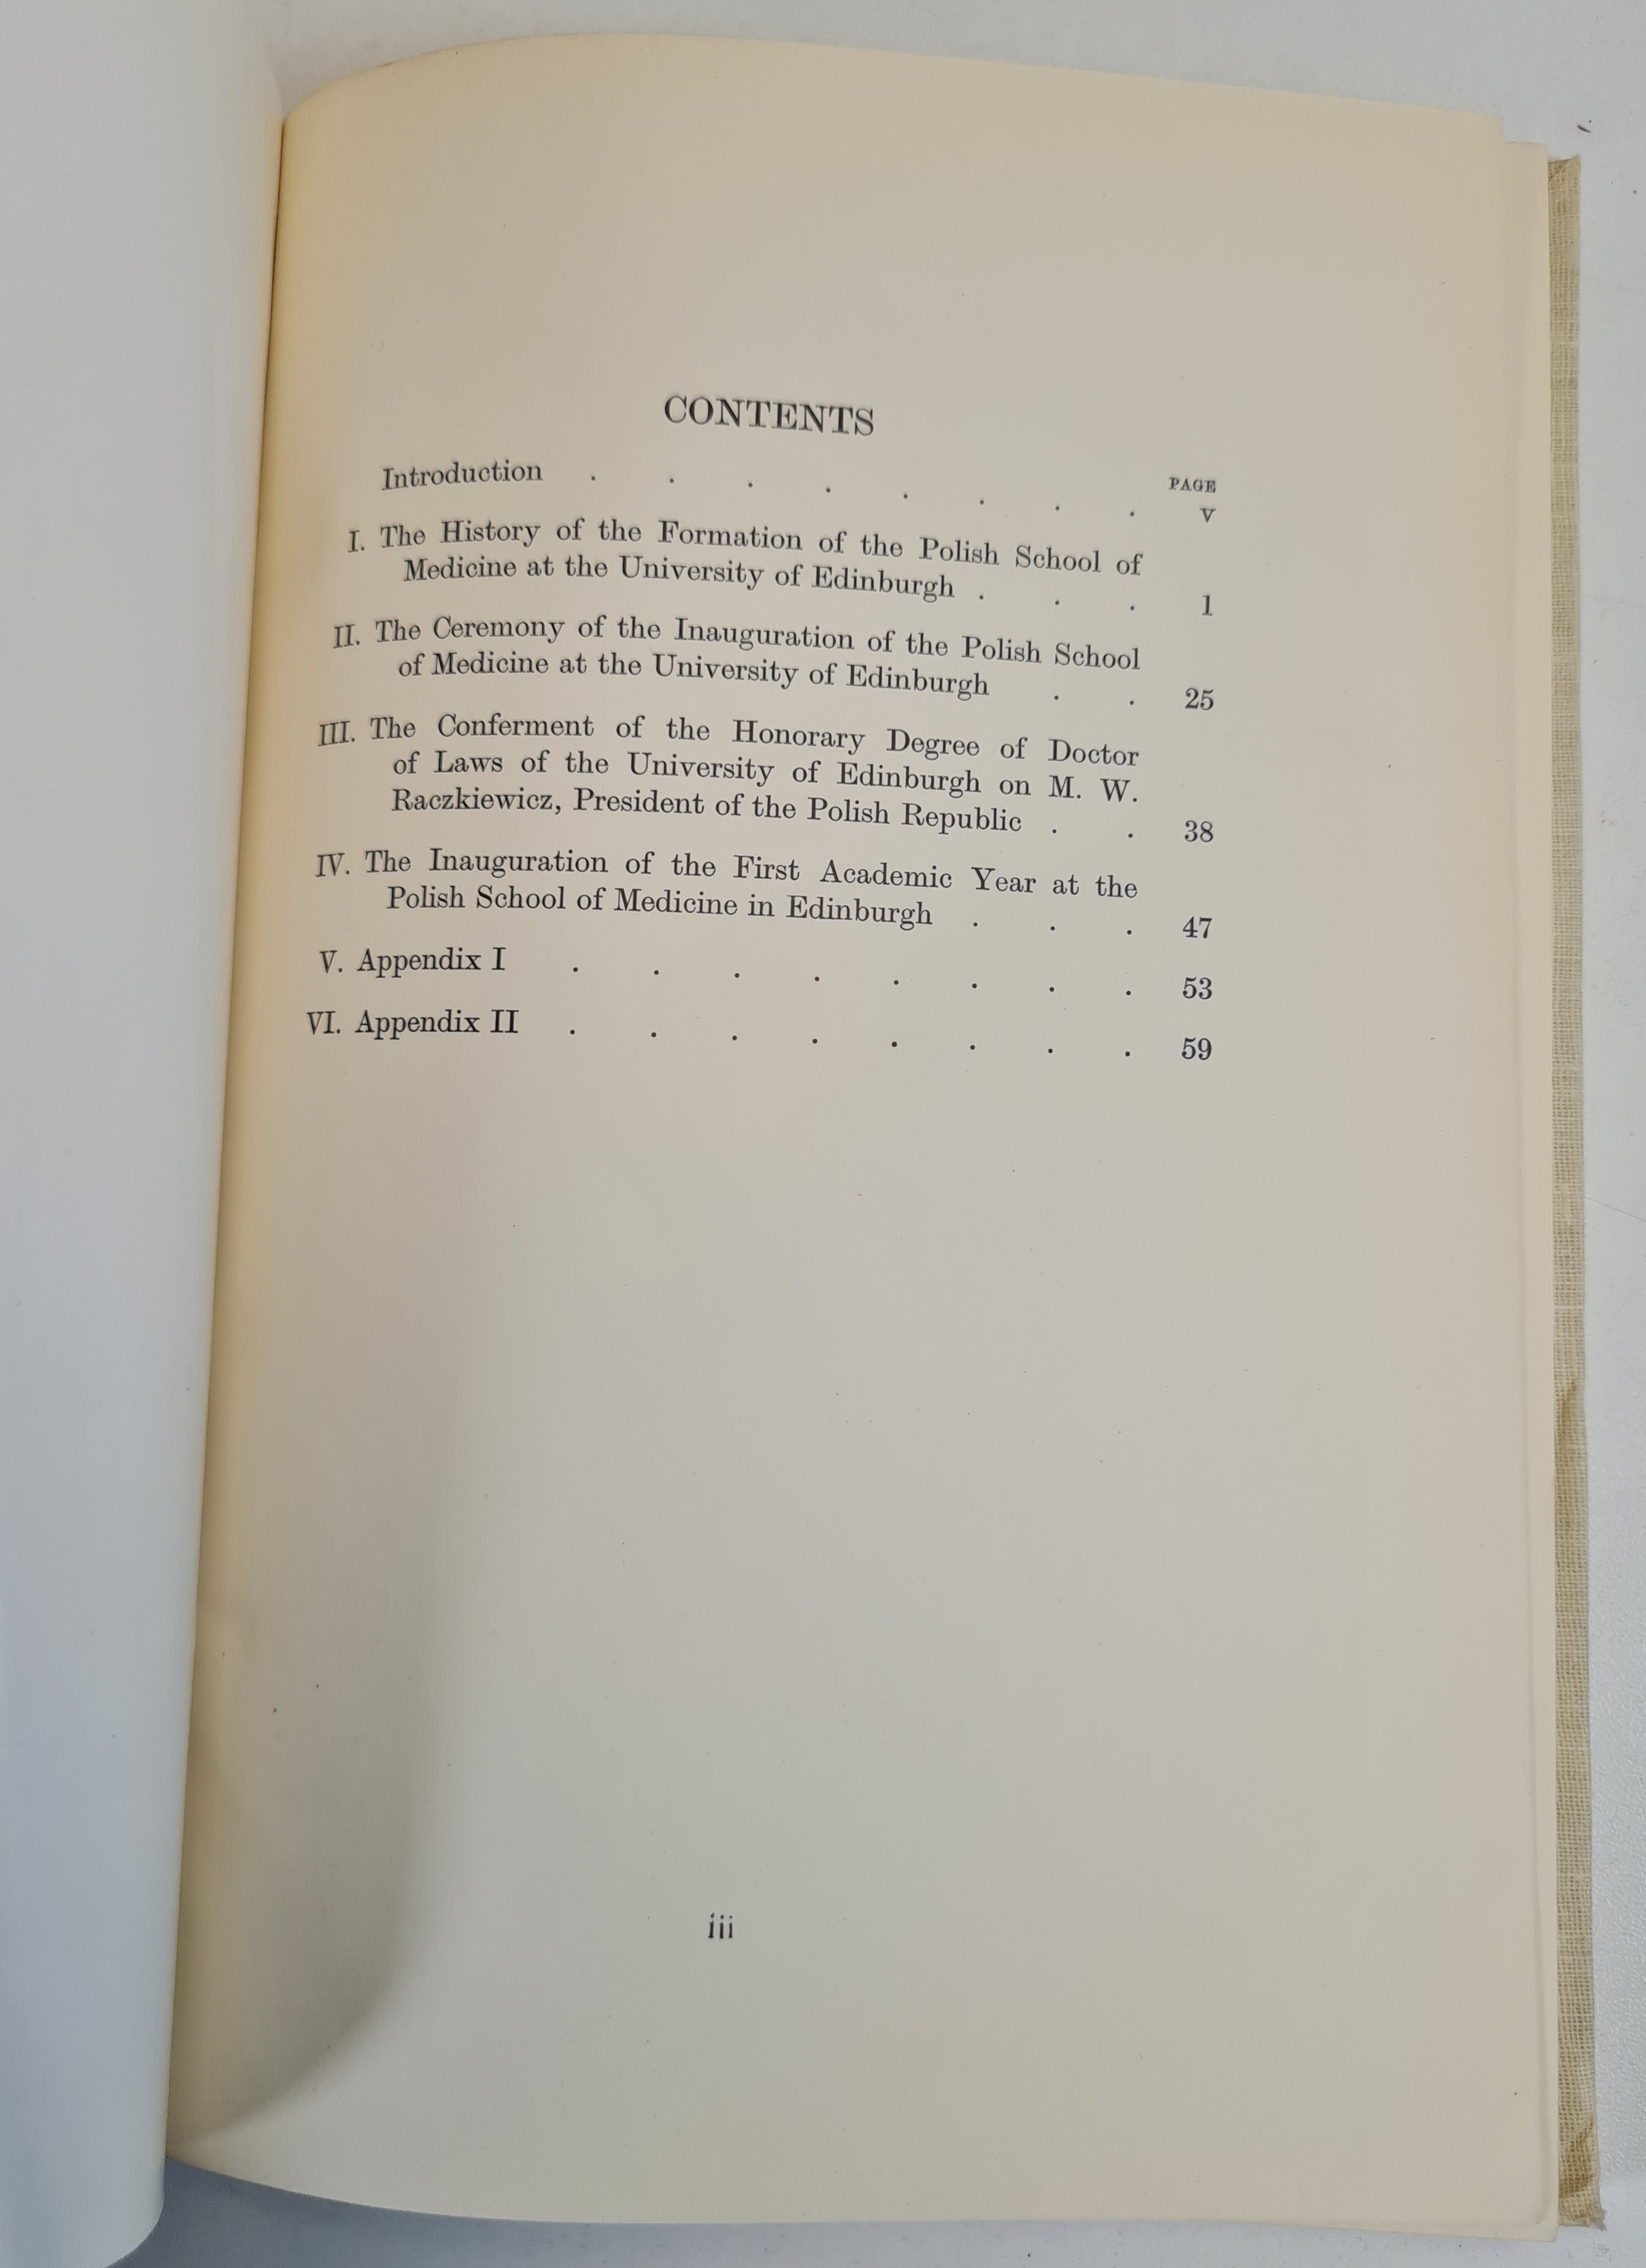 CONTENTS
PAGE
Introduction . . . . . . . . v
I. The History of the Formation of the Polish School of
Medicine at the University of Edinburgh . . . 1
II. The Ceremony of the Inauguration of the Polish School
of Medicine at the University of Edinburgh . . 25
III. The Conferment of the Honorary Degree of Doctor
of Laws of the University of Edinburgh on M. W.
Raczkiewicz, President of the Polish Republic . . 38
IV. The Inauguration of the First Academic Year at the
Polish School of Medicine in Edinburgh . . . 47
V. Appendix I . . . . . . . . 53
VI. Appendix II . . . . . . . . 59
iii